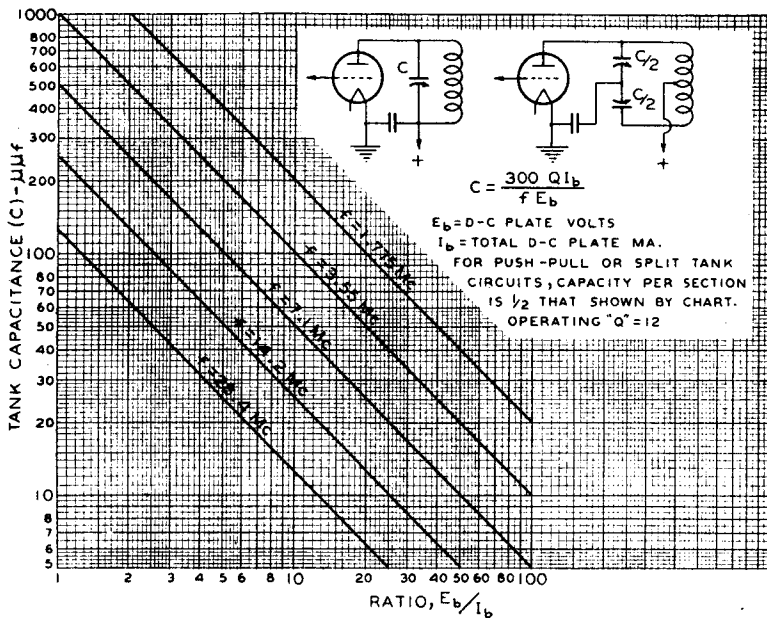 1000
800
600
500
400
300
200
100
80
70
60
50
40
30
20
10
8
7
6
5
TANK CAPACITANCE (C)-μμf
C
+
C/2
C/2
+
C = 300 QIb / f Eb
Eb = D-C PLATE VOLTS
Ib = TOTAL D-C PLATE MA.
FOR PUSH-PULL OR SPLIT TANK
CIRCUITS, CAPACITY PER SECTION
IS 1/2 THAT SHOWN BY CHART.
OPERATING "Q" = 12
f = 1.775 Mc
f = 3.55 Mc
f = 7.1 Mc
f = 14.2 Mc
f = 28.4 Mc
1 2 3 4 5 6 8 10 20 30 40 50 60 80 100
RATIO, Eb/Ib